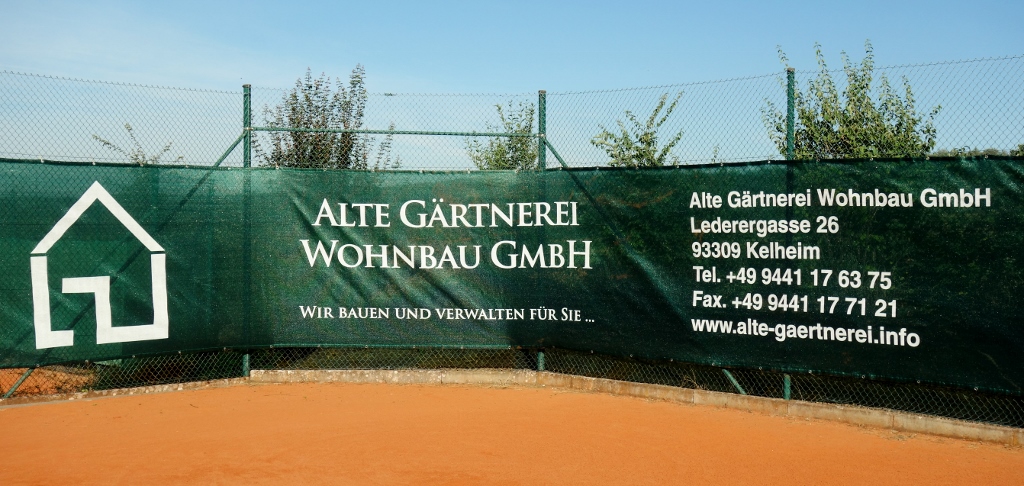 ALTE GÄRTNEREI
WOHNBAU GMBH
WIR BAUEN UND VERWALTEN FÜR SIE ...
Alte Gärtnerei Wohnbau GmbH
Lederergasse 26
93309 Kelheim
Tel. +49 9441 17 63 75
Fax. +49 9441 17 71 21
www.alte-gaertnerei.info